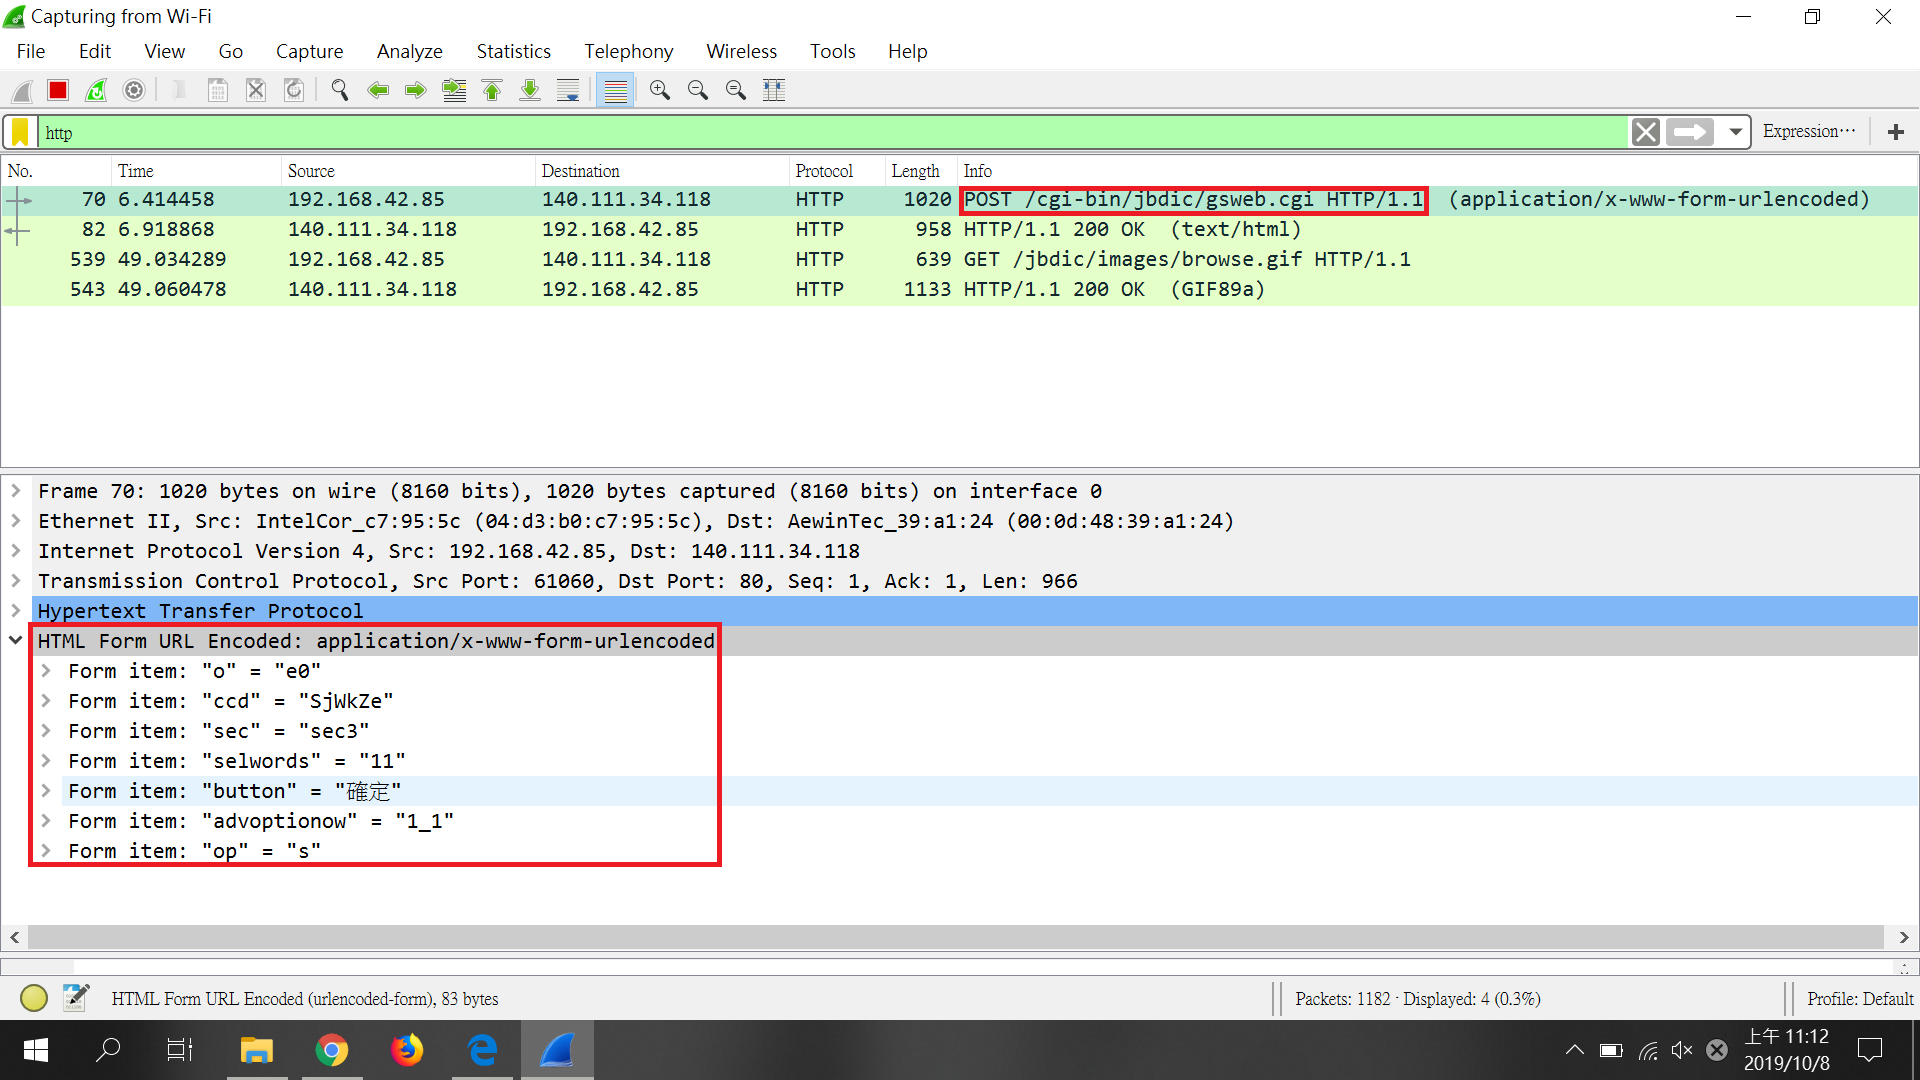 Capturing from Wi-Fi
File Edit View Go Capture Analyze Statistics Telephony Wireless Tools Help
http Expression…
No. Time Source Destination Protocol Length Info
70 6.414458 192.168.42.85 140.111.34.118 HTTP 1020 POST /cgi-bin/jbdic/gsweb.cgi HTTP/1.1 (application/x-www-form-urlencoded)
82 6.918868 140.111.34.118 192.168.42.85 HTTP 958 HTTP/1.1 200 OK (text/html)
539 49.034289 192.168.42.85 140.111.34.118 HTTP 639 GET /jbdic/images/browse.gif HTTP/1.1
543 49.060478 140.111.34.118 192.168.42.85 HTTP 1133 HTTP/1.1 200 OK (GIF89a)
Frame 70: 1020 bytes on wire (8160 bits), 1020 bytes captured (8160 bits) on interface 0
Ethernet II, Src: IntelCor_c7:95:5c (04:d3:b0:c7:95:5c), Dst: AewinTec_39:a1:24 (00:0d:48:39:a1:24)
Internet Protocol Version 4, Src: 192.168.42.85, Dst: 140.111.34.118
Transmission Control Protocol, Src Port: 61060, Dst Port: 80, Seq: 1, Ack: 1, Len: 966
Hypertext Transfer Protocol
HTML Form URL Encoded: application/x-www-form-urlencoded
Form item: "o" = "e0"
Form item: "ccd" = "SjWkZe"
Form item: "sec" = "sec3"
Form item: "selwords" = "11"
Form item: "button" = "確定"
Form item: "advoptionow" = "1_1"
Form item: "op" = "s"
HTML Form URL Encoded (urlencoded-form), 83 bytes Packets: 1182 · Displayed: 4 (0.3%) Profile: Default
上午 11:12
2019/10/8